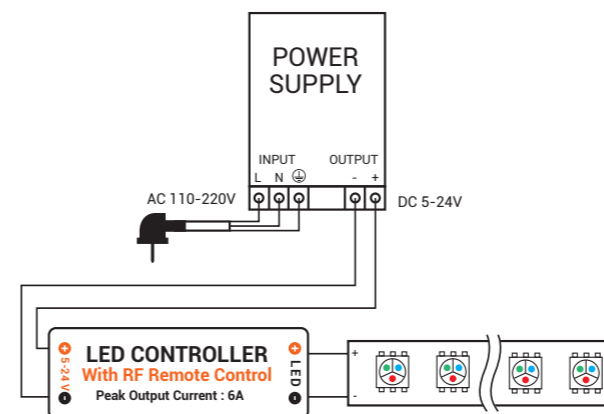 POWER
SUPPLY
INPUT OUTPUT
L N - +
AC 110-220V
DC 5-24V
+ 5-24V -
LED CONTROLLER
With RF Remote Control
Peak Output Current : 6A
+ LED -
+
-